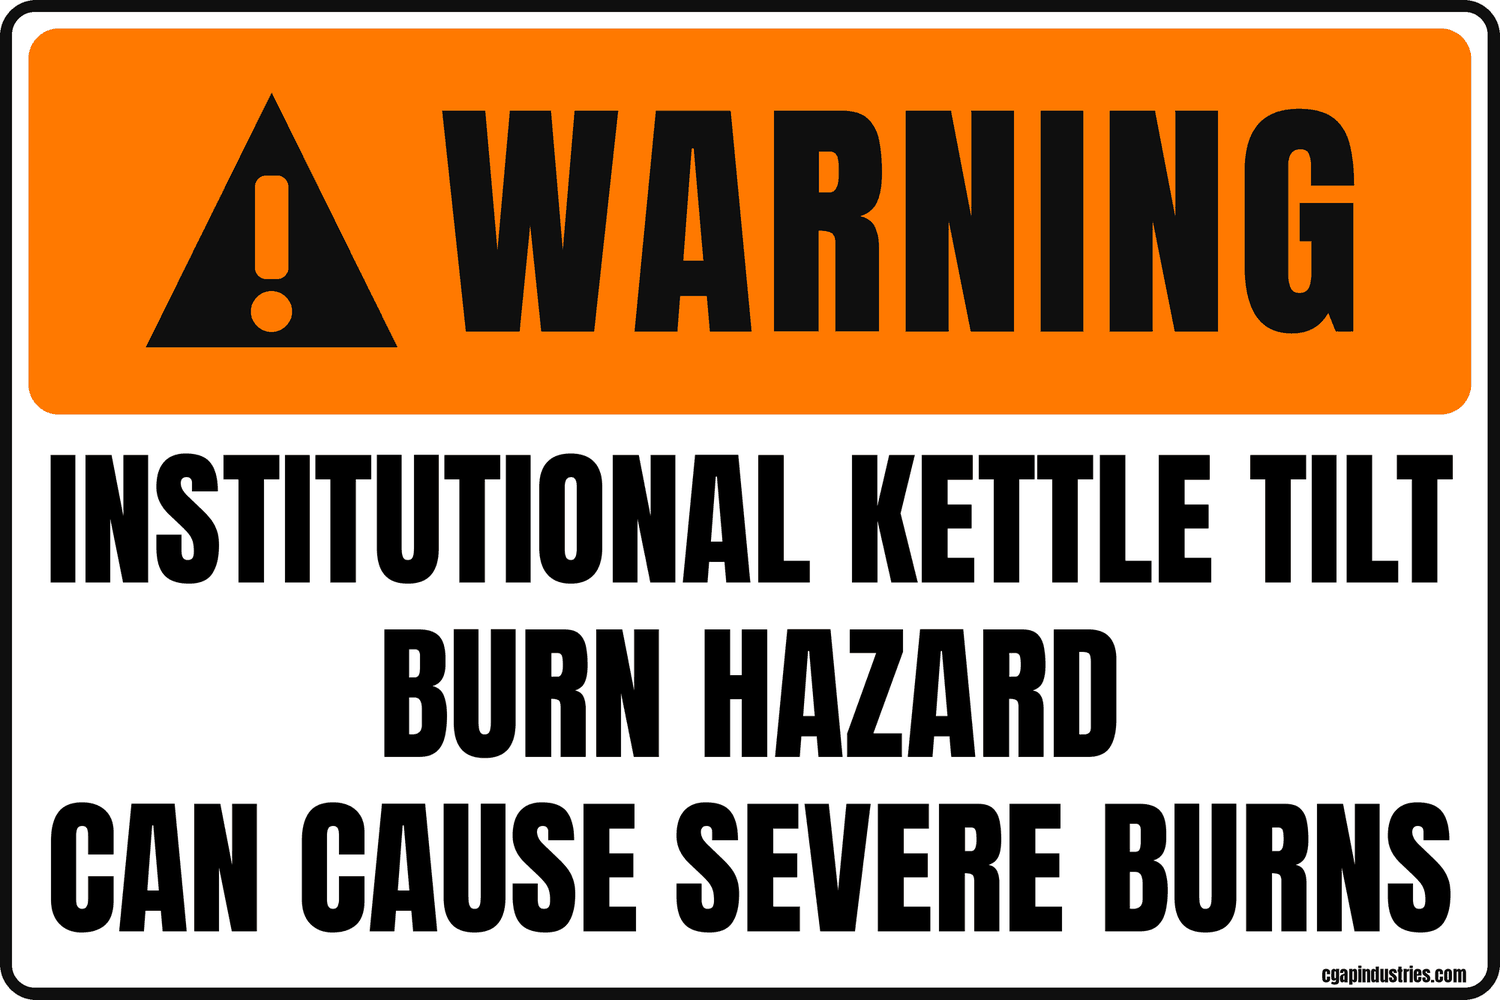 WARNING
INSTITUTIONAL KETTLE TILT
BURN HAZARD
CAN CAUSE SEVERE BURNS
cgapindustries.com